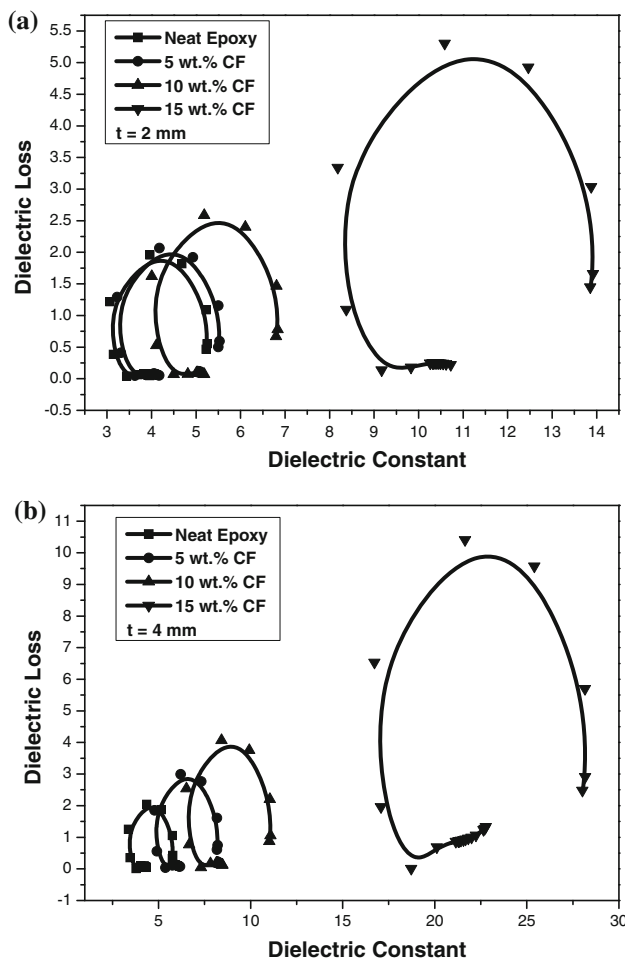 (a)
Neat Epoxy
5 wt.% CF
10 wt.% CF
15 wt.% CF
t = 2 mm
Dielectric Loss
5.5
5.0
4.5
4.0
3.5
3.0
2.5
2.0
1.5
1.0
0.5
0.0
-0.5
3 4 5 6 7 8 9 10 11 12 13 14
Dielectric Constant
(b)
Neat Epoxy
5 wt.% CF
10 wt.% CF
15 wt.% CF
t = 4 mm
Dielectric Loss
11
10
9
8
7
6
5
4
3
2
1
0
-1
5 10 15 20 25 30
Dielectric Constant